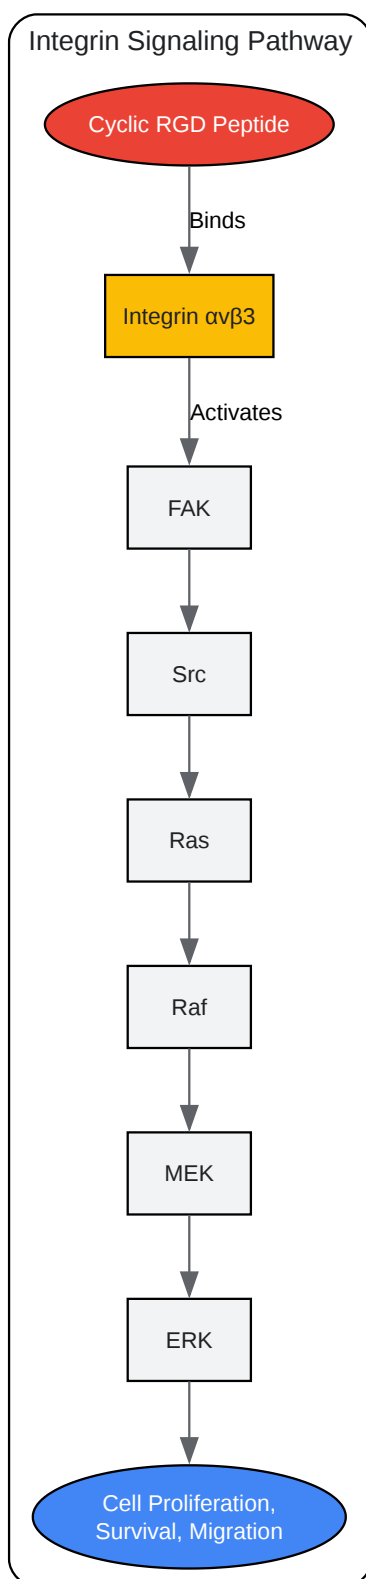 Integrin Signaling Pathway
Cyclic RGD Peptide
Binds
Integrin αvβ3
Activates
FAK
Src
Ras
Raf
MEK
ERK
Cell Proliferation,
Survival, Migration